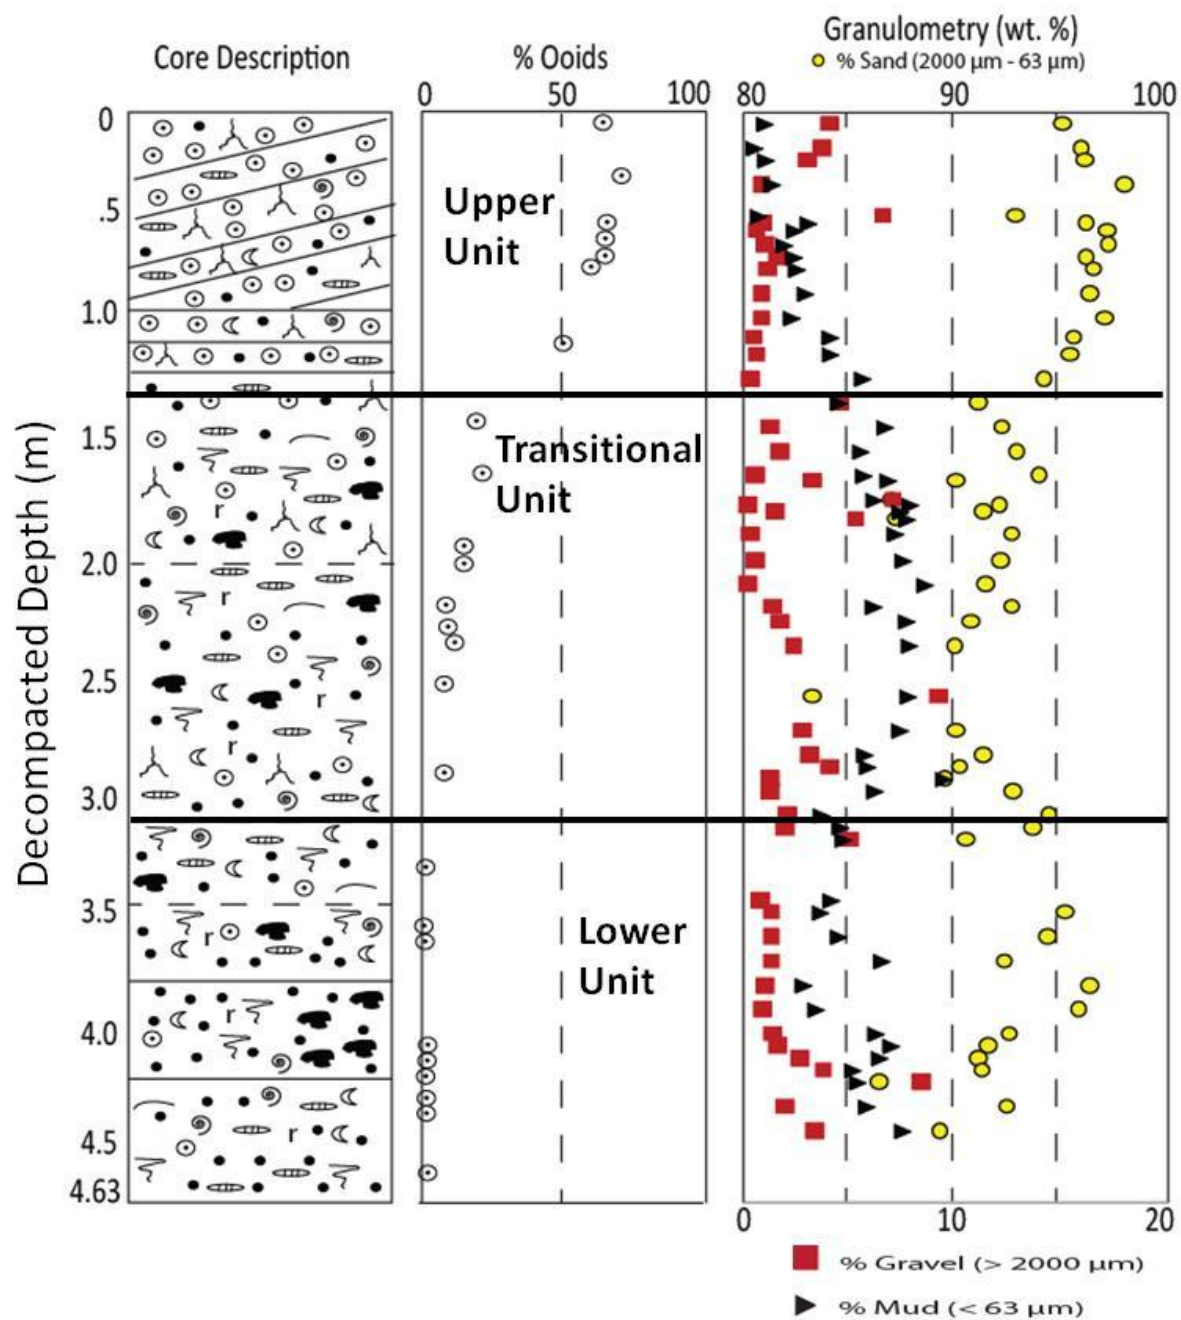 Granulometry (wt. %)
Core Description
% Ooids
% Sand (2000 µm - 63 µm)
0
50
100
80
90
100
0
.5
1.0
1.5
2.0
2.5
3.0
3.5
4.0
4.5
4.63
Decompacted Depth (m)
Upper
Unit
Transitional
Unit
Lower
Unit
r
r
r
r
r
r
r
r
0
10
20
% Gravel (> 2000 µm)
% Mud (< 63 µm)